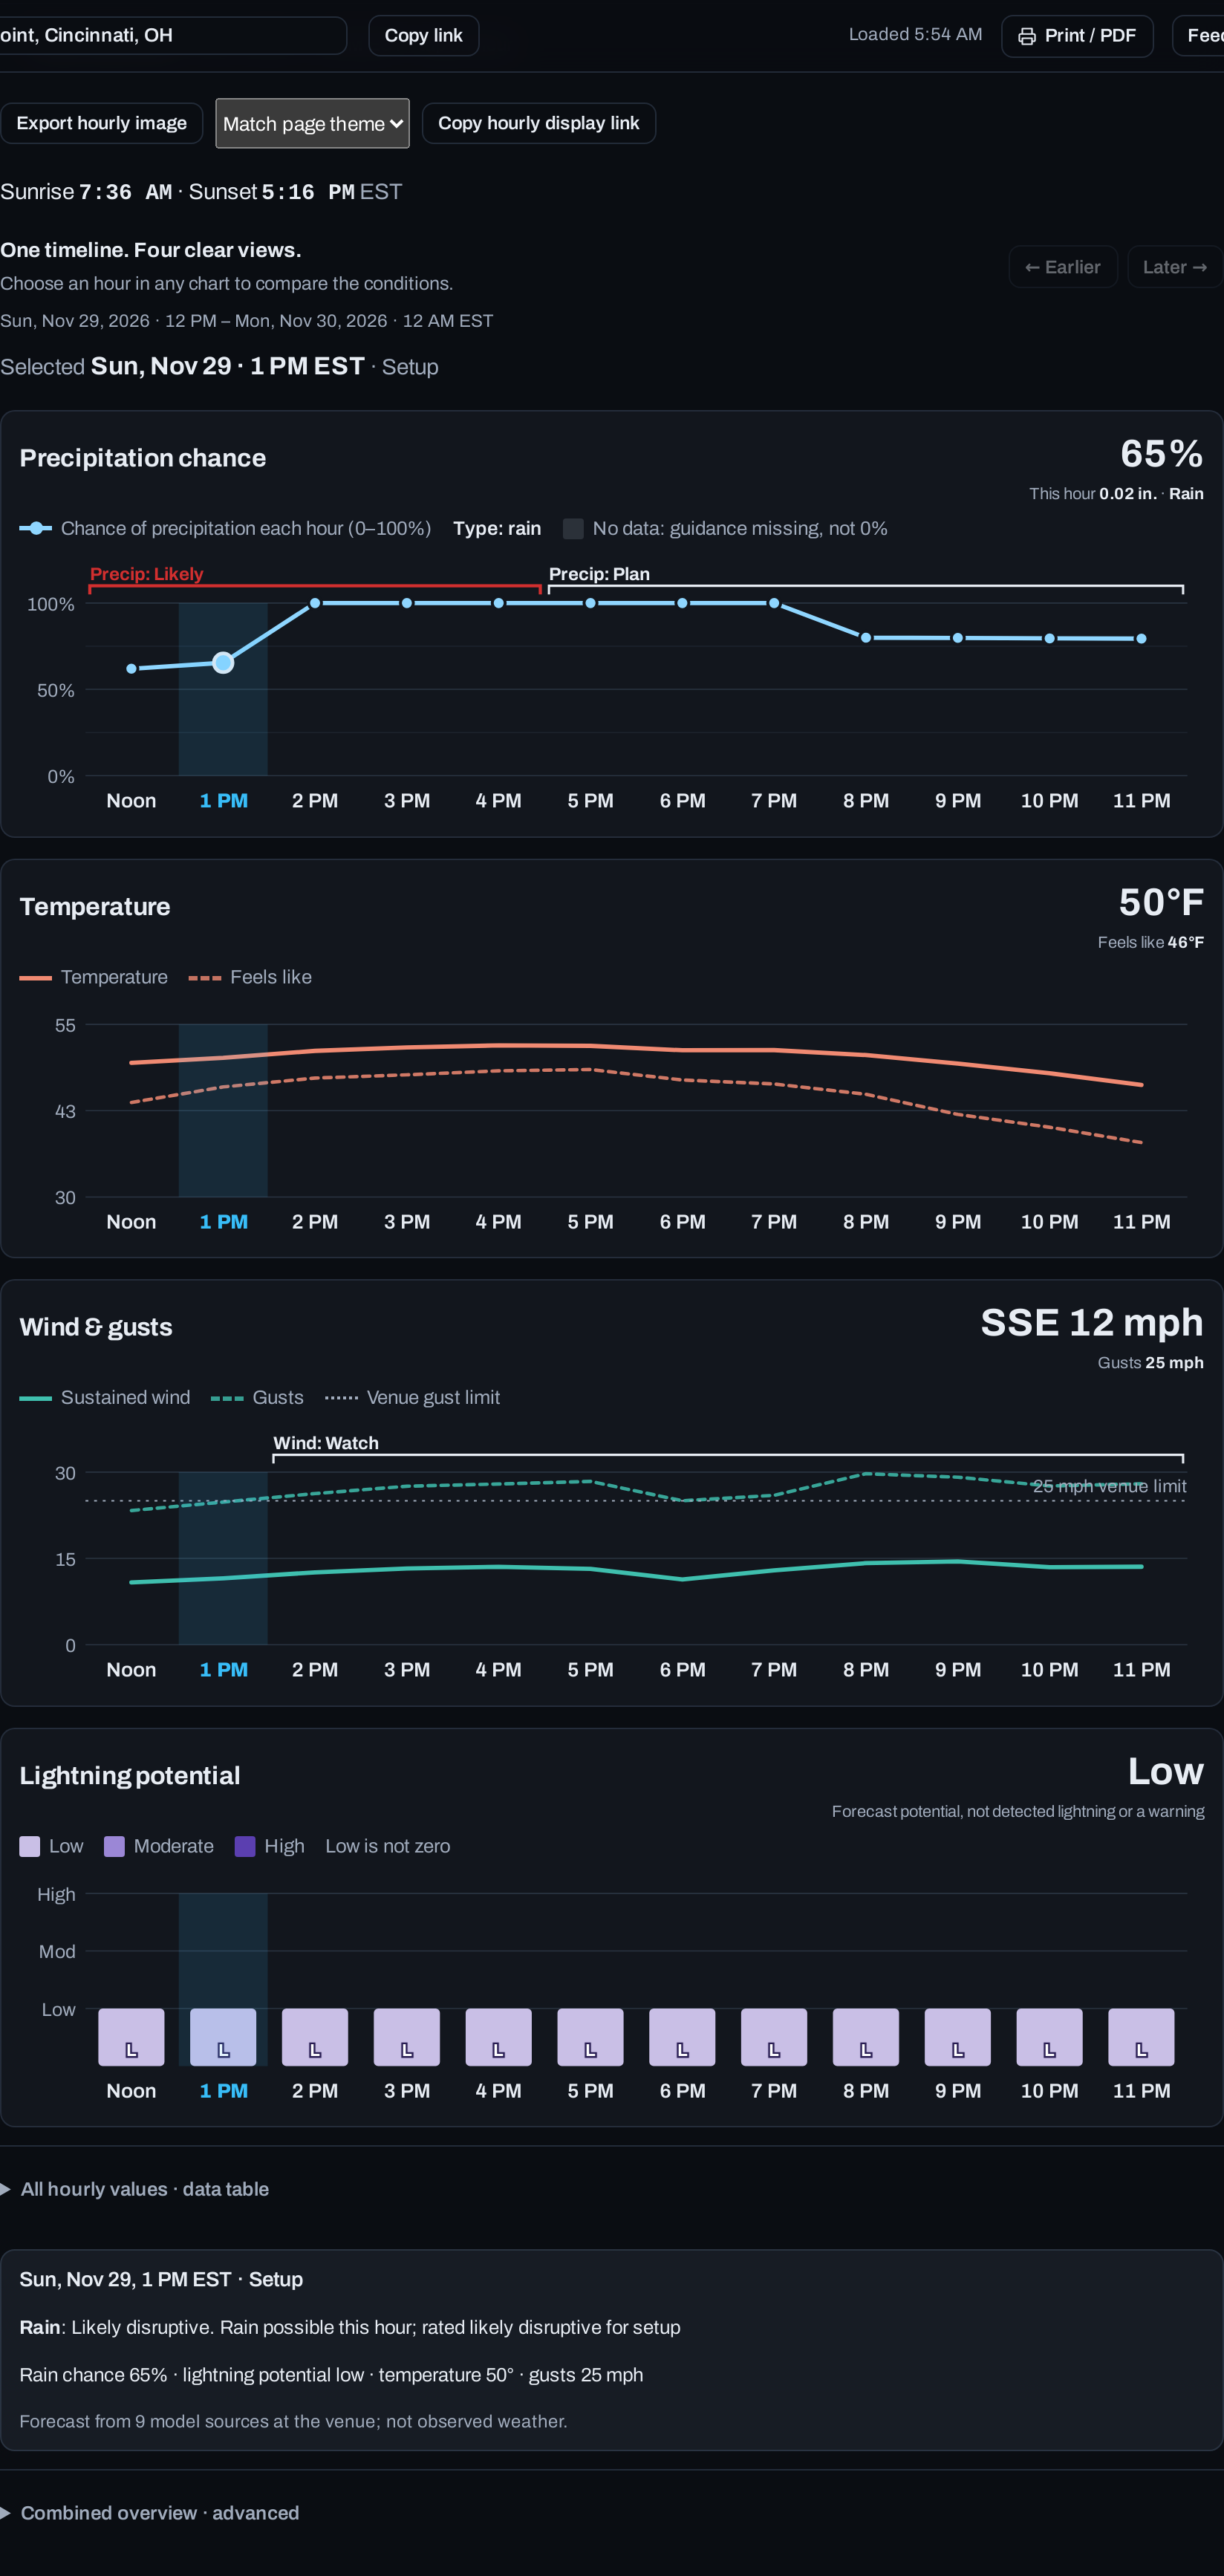 oint, Cincinnati, OH
Copy link
Loaded 5:54 AM
Print / PDF
Feed
Export hourly image
Match page theme
Copy hourly display link
Sunrise 7:36 AM · Sunset 5:16 PM EST
One timeline. Four clear views.
← Earlier
Later →
Choose an hour in any chart to compare the conditions.
Sun, Nov 29, 2026 · 12 PM – Mon, Nov 30, 2026 · 12 AM EST
Selected Sun, Nov 29 · 1 PM EST · Setup
Precipitation chance
65%
This hour 0.02 in. · Rain
Chance of precipitation each hour (0–100%)
Type: rain
No data: guidance missing, not 0%
Precip: Likely
Precip: Plan
100%
50%
0%
Noon 1 PM 2 PM 3 PM 4 PM 5 PM 6 PM 7 PM 8 PM 9 PM 10 PM 11 PM
Temperature
50°F
Feels like 46°F
Temperature
Feels like
55
43
30
Noon 1 PM 2 PM 3 PM 4 PM 5 PM 6 PM 7 PM 8 PM 9 PM 10 PM 11 PM
Wind & gusts
SSE 12 mph
Gusts 25 mph
Sustained wind
Gusts
Venue gust limit
Wind: Watch
30
25 mph venue limit
15
0
Noon 1 PM 2 PM 3 PM 4 PM 5 PM 6 PM 7 PM 8 PM 9 PM 10 PM 11 PM
Lightning potential
Low
Forecast potential, not detected lightning or a warning
Low
Moderate
High
Low is not zero
High
Mod
Low
L L L L L L L L L L L L
Noon 1 PM 2 PM 3 PM 4 PM 5 PM 6 PM 7 PM 8 PM 9 PM 10 PM 11 PM
All hourly values · data table
Sun, Nov 29, 1 PM EST · Setup
Rain: Likely disruptive. Rain possible this hour; rated likely disruptive for setup
Rain chance 65% · lightning potential low · temperature 50° · gusts 25 mph
Forecast from 9 model sources at the venue; not observed weather.
Combined overview · advanced